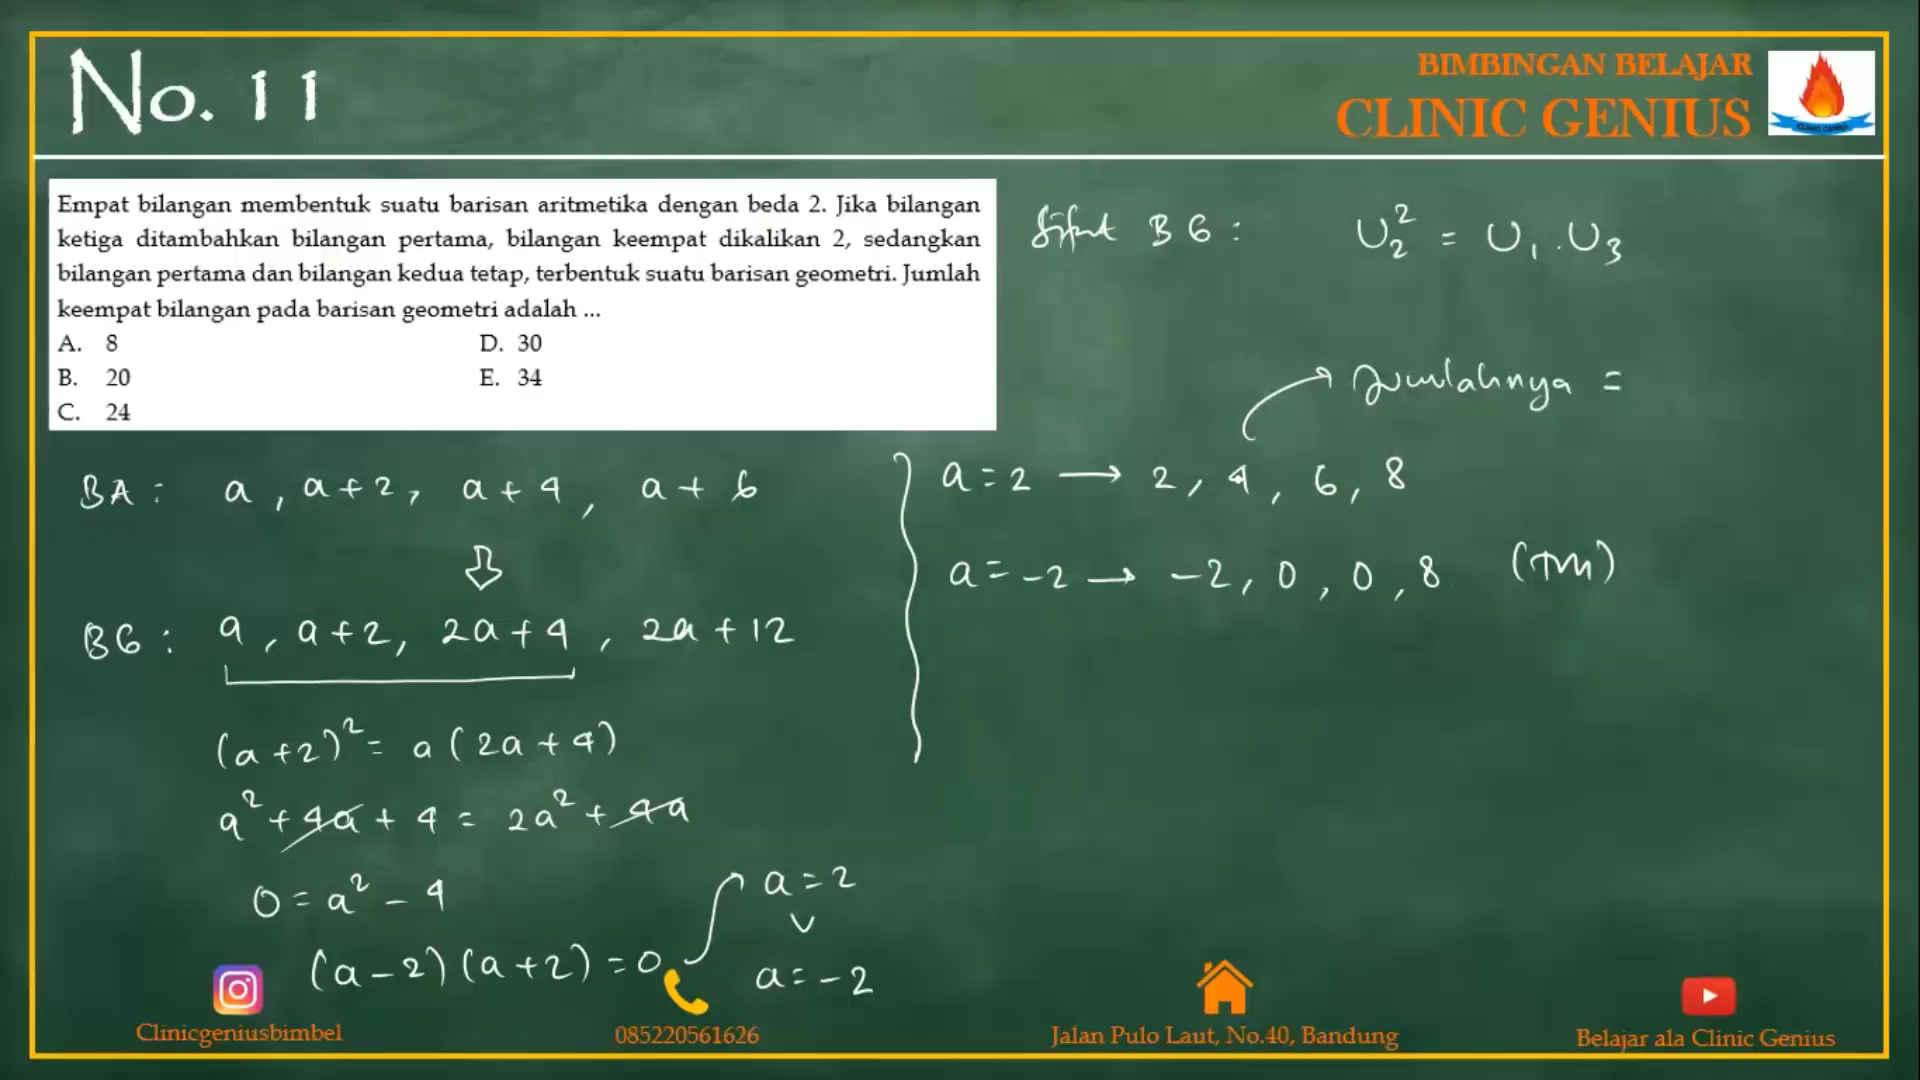 No. 11
BIMBINGAN BELAJAR
CLINIC GENIUS
CLINIC GENIUS
Empat bilangan membentuk suatu barisan aritmetika dengan beda 2. Jika bilangan
ketiga ditambahkan bilangan pertama, bilangan keempat dikalikan 2, sedangkan
bilangan pertama dan bilangan kedua tetap, terbentuk suatu barisan geometri. Jumlah
keempat bilangan pada barisan geometri adalah ...
A. 8
B. 20
C. 24
D. 30
E. 34
BA : a , a + 2 , a + 4 , a + 6
BG : a , a + 2 , 2a + 4 , 2a + 12
(a + 2)² = a (2a + 4)
a² + 4a + 4 = 2a² + 4a
0 = a² - 4
(a - 2) (a + 2) = 0
a = 2
v
a = -2
Sifat BG : U₂² = U₁ . U₃
Jumlahnya =
a = 2 → 2, 4, 6, 8
a = -2 → -2, 0, 0, 8 (TM)
Clinicgeniusbimbel
085220561626
Jalan Pulo Laut, No.40, Bandung
Belajar ala Clinic Genius